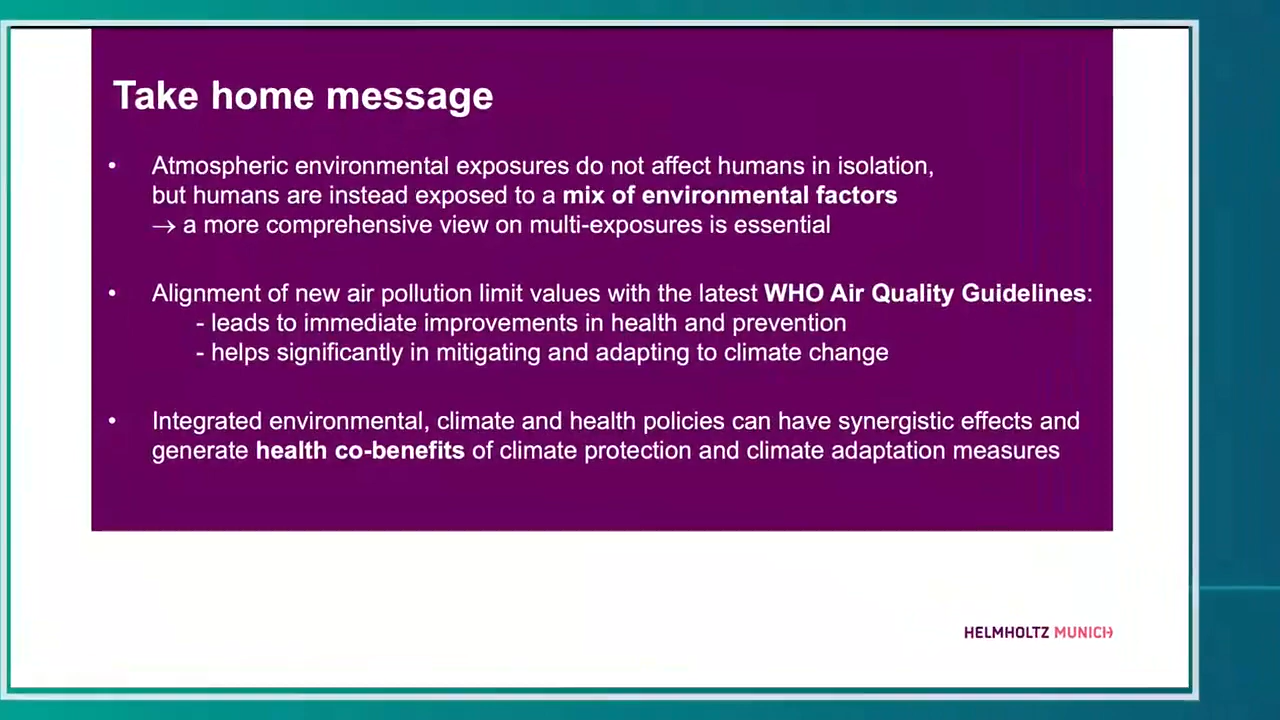 Take home message
• Atmospheric environmental exposures do not affect humans in isolation,
but humans are instead exposed to a mix of environmental factors
→ a more comprehensive view on multi-exposures is essential
• Alignment of new air pollution limit values with the latest WHO Air Quality Guidelines:
- leads to immediate improvements in health and prevention
- helps significantly in mitigating and adapting to climate change
• Integrated environmental, climate and health policies can have synergistic effects and
generate health co-benefits of climate protection and climate adaptation measures
HELMHOLTZ MUNICH